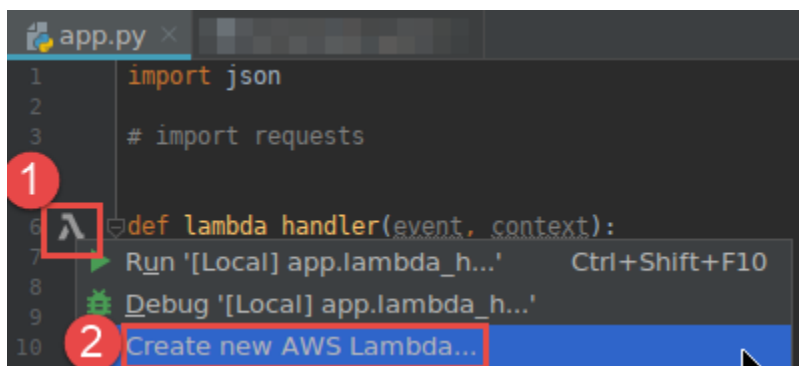 app.py ×
1 import json
2
3 # import requests
1
6 λ def lambda_handler(event, context):
7 Run '[Local] app.lambda_h...' Ctrl+Shift+F10
8
9 Debug '[Local] app.lambda_h...'
10 2 Create new AWS Lambda...